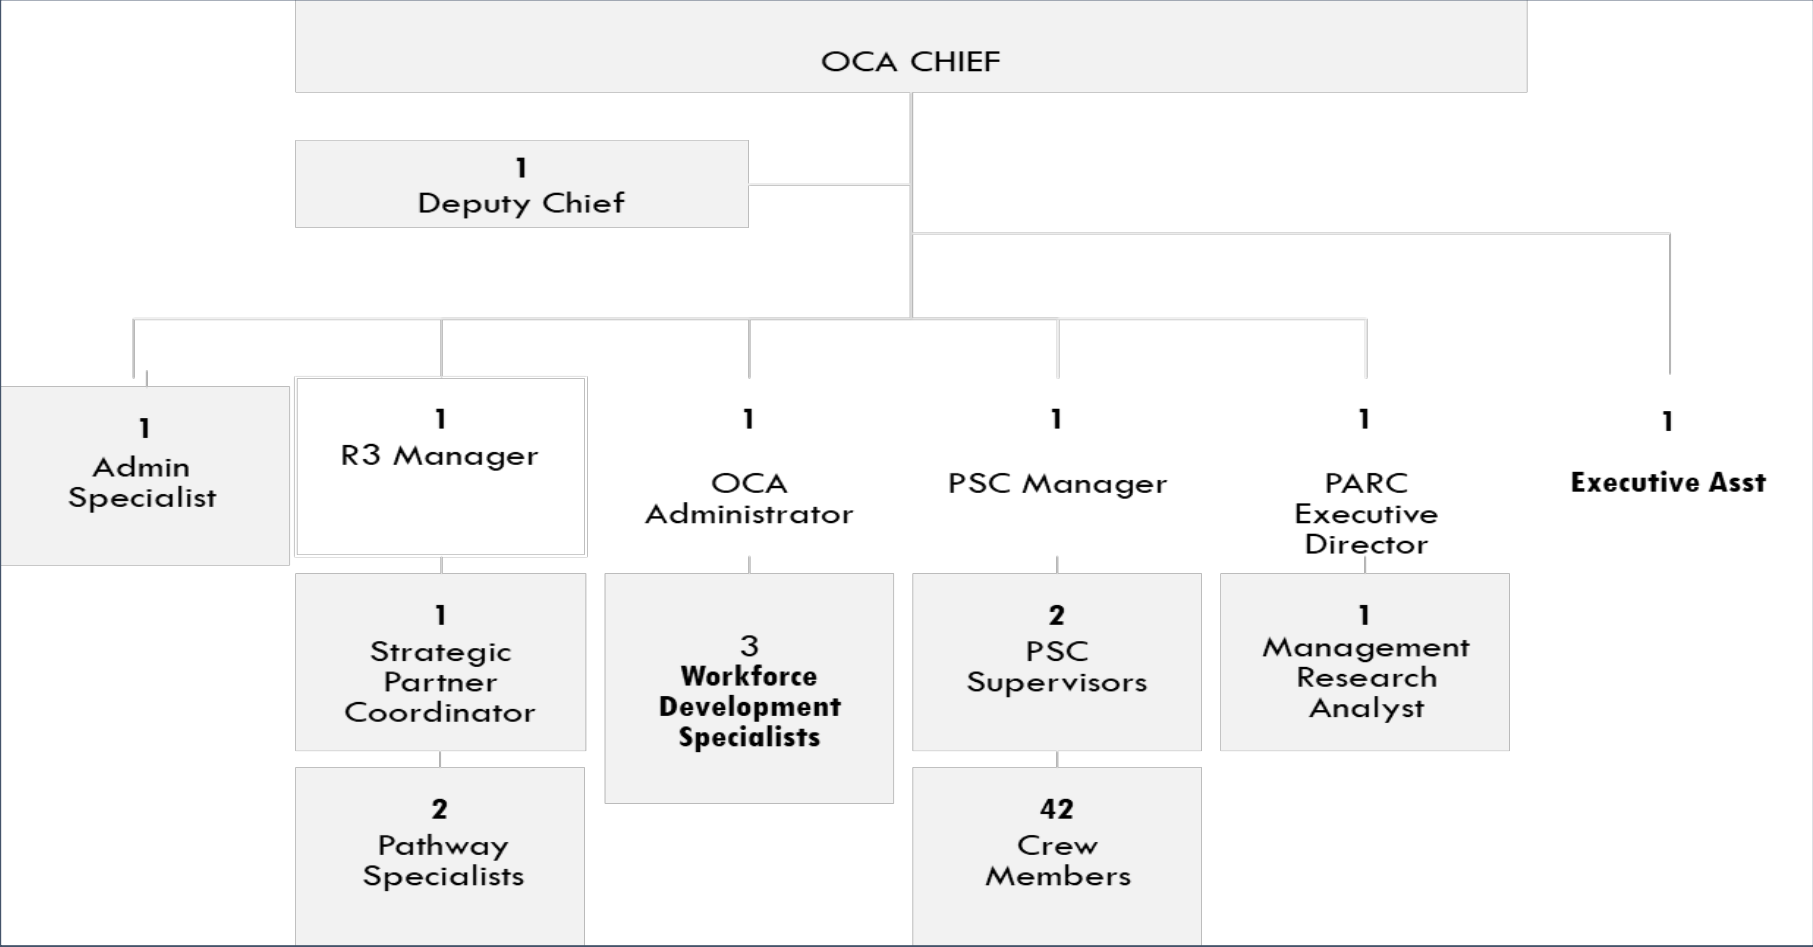 OCA CHIEF
1
Deputy Chief
1
Admin
Specialist
1
R3 Manager
1
OCA
Administrator
1
PSC Manager
1
PARC
Executive
Director
1
Executive Asst
1
Strategic
Partner
Coordinator
3
Workforce
Development
Specialists
2
PSC
Supervisors
1
Management
Research
Analyst
2
Pathway
Specialists
42
Crew
Members